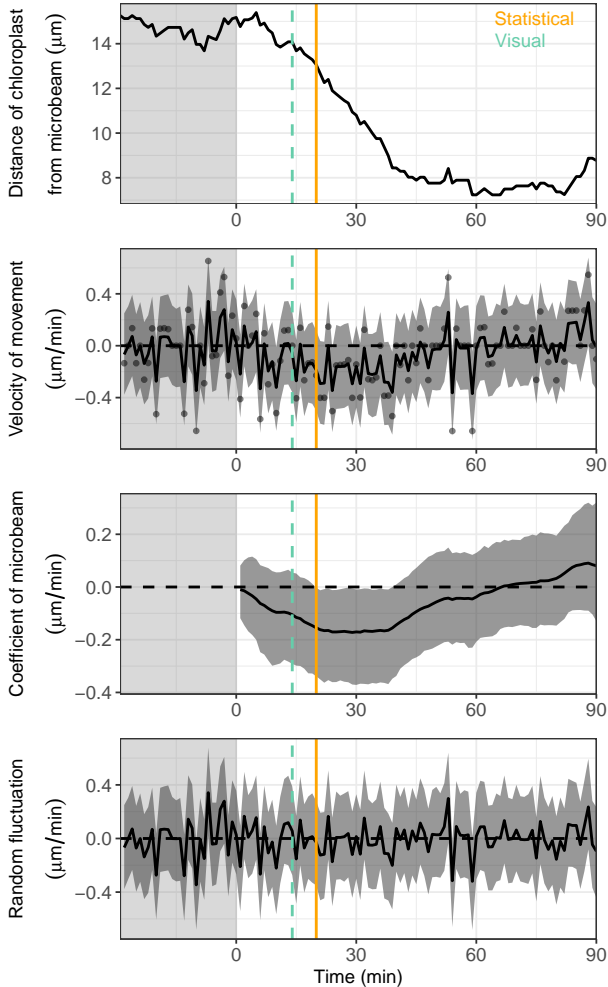 Distance of chloroplast
from microbeam (μm)
14
12
10
8
Statistical
Visual
0
30
60
90
Velocity of movement
(μm/min)
0.4
0.0
−0.4
0
30
60
90
Coefficient of microbeam
(μm/min)
0.2
0.0
−0.2
−0.4
0
30
60
90
Random fluctuation
(μm/min)
0.4
0.0
−0.4
0
30
60
90
Time (min)